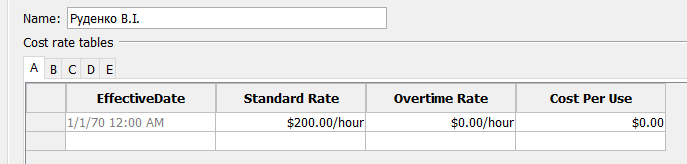 Name: Руденко В.І.
Cost rate tables
A B C D E
EffectiveDate Standard Rate Overtime Rate Cost Per Use
1/1/70 12:00 AM $200.00/hour $0.00/hour $0.00